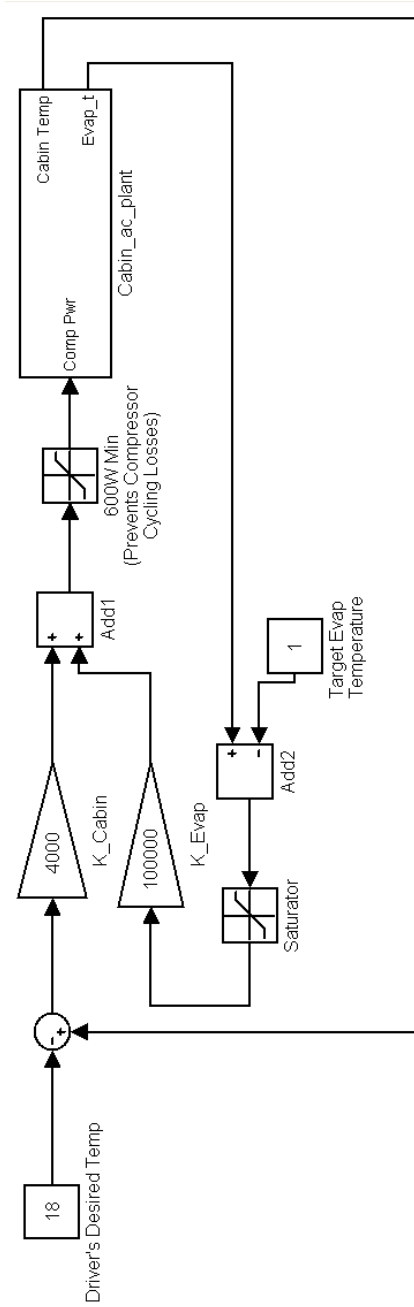 18
Driver's Desired Temp
-
+
4000
K_Cabin
100000
K_Evap
+
+
Add1
600W Min
(Prevents Compressor
Cycling Losses)
Comp Pwr
Cabin Temp
Evap_t
Cabin_ac_plant
Saturator
+
-
Add2
1
Target Evap
Temperature